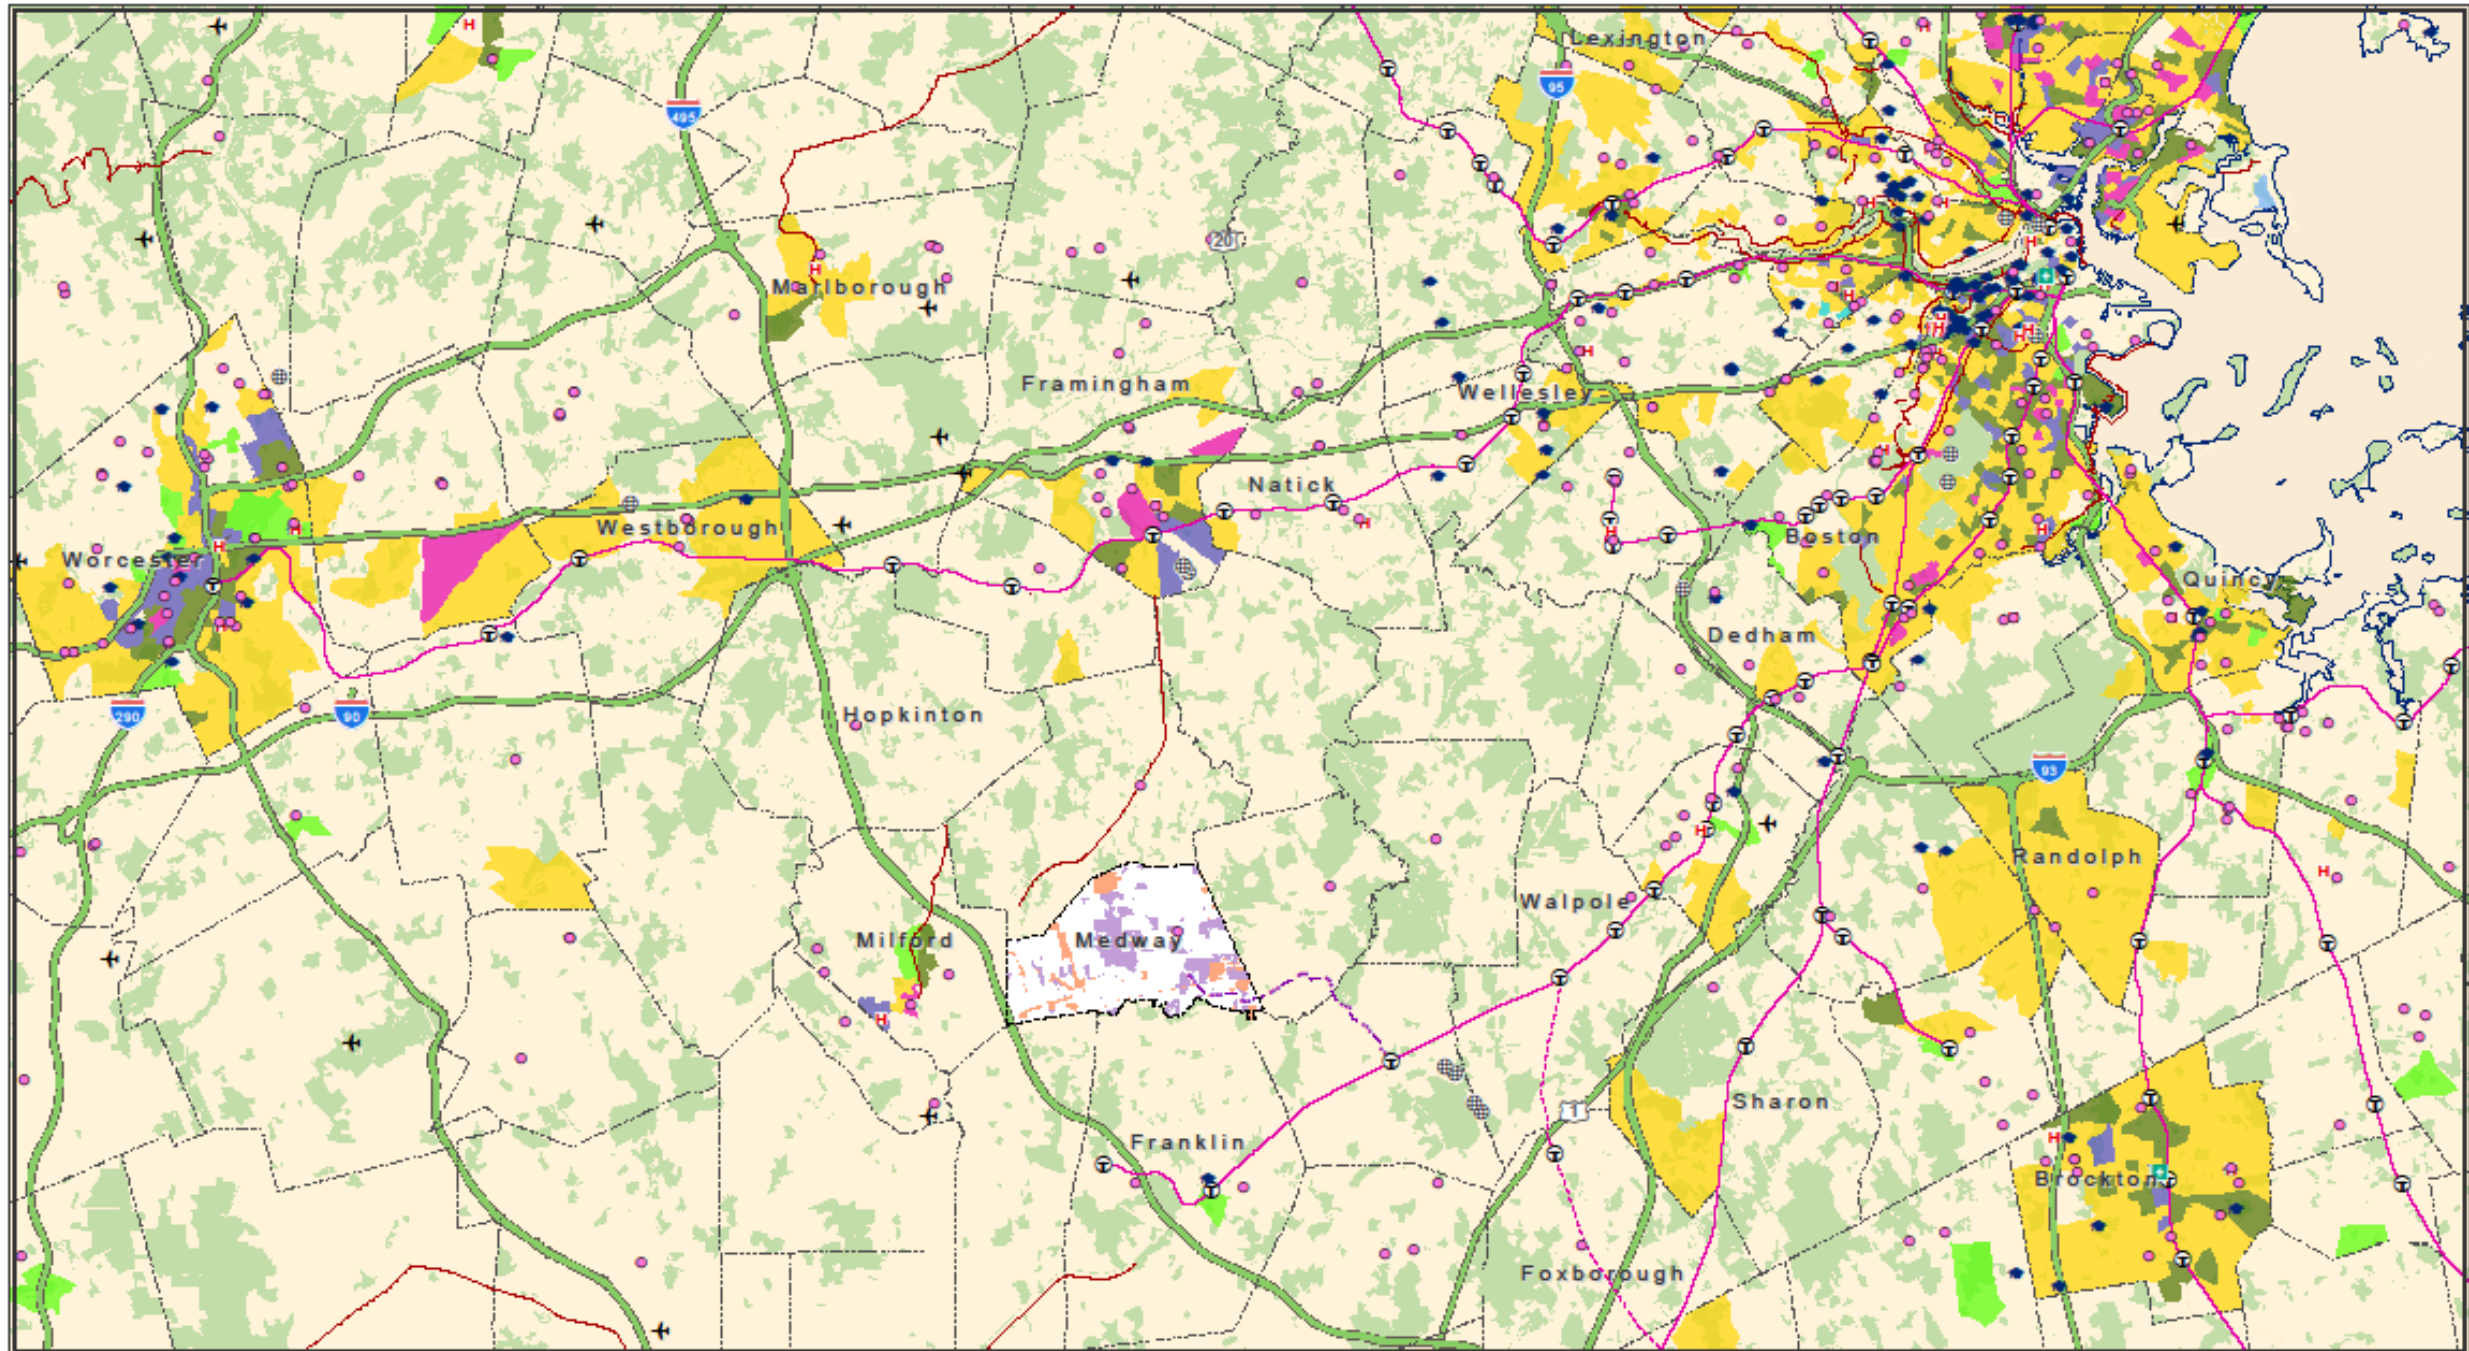 Lexington
95
495
20
Marlborough
Framingham
Wellesley
Natick
Westborough
Boston
Worcester
Quincy
Dedham
290
90
Hopkinton
93
Randolph
Walpole
Milford
Medway
Sharon
1
Franklin
Brockton
Foxborough